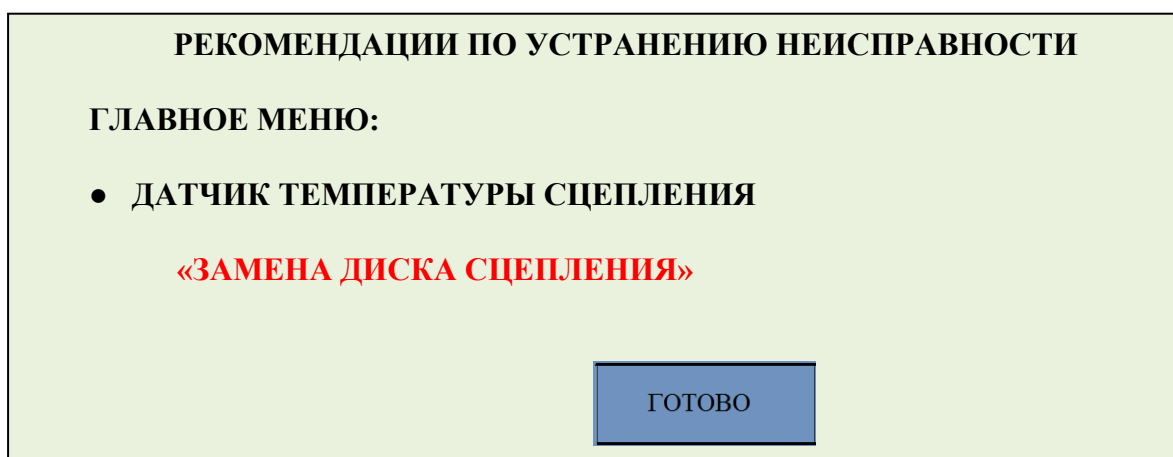 РЕКОМЕНДАЦИИ ПО УСТРАНЕНИЮ НЕИСПРАВНОСТИ
ГЛАВНОЕ МЕНЮ:
● ДАТЧИК ТЕМПЕРАТУРЫ СЦЕПЛЕНИЯ
«ЗАМЕНА ДИСКА СЦЕПЛЕНИЯ»
ГОТОВО